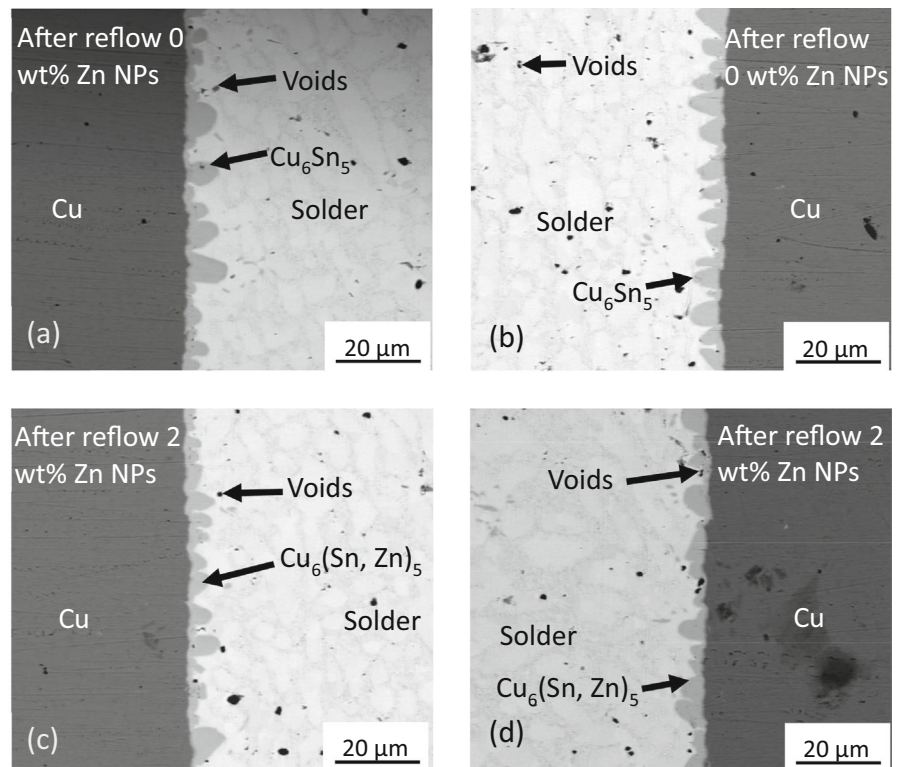 After reflow 0
wt% Zn NPs
Voids
Cu₆Sn₅
Cu
Solder
(a)
20 μm
After reflow
0 wt% Zn NPs
Voids
Solder
Cu
Cu₆Sn₅
(b)
20 μm
After reflow 2
wt% Zn NPs
Voids
Cu₆(Sn, Zn)₅
Cu
Solder
(c)
20 μm
After reflow 2
wt% Zn NPs
Voids
Cu
Solder
Cu₆(Sn, Zn)₅
(d)
20 μm